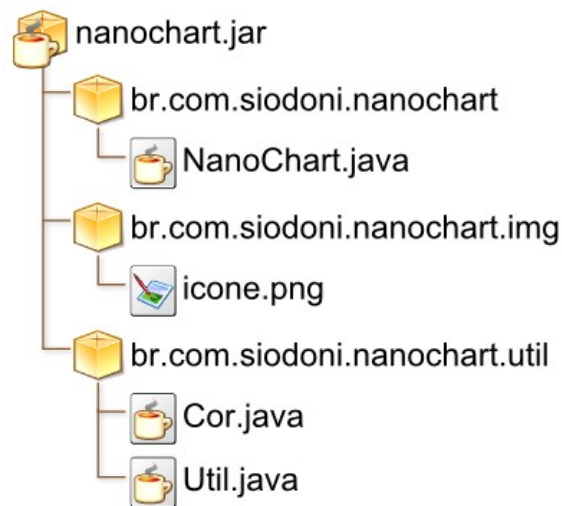 nanochart.jar
br.com.siodoni.nanochart
NanoChart.java
br.com.siodoni.nanochart.img
icone.png
br.com.siodoni.nanochart.util
Cor.java
Util.java